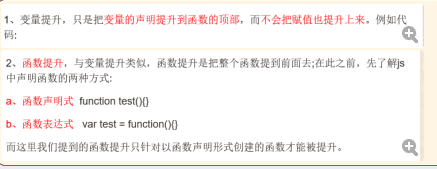 1、变量提升，只是把变量的声明提升到函数的顶部，而不会把赋值也提升上来。例如代
码:
2、函数提升，与变量提升类似，函数提升是把整个函数提到前面去;在此之前，先了解js
中声明函数的两种方式:
a、函数声明式 function test(){}
b、函数表达式 var test = function(){}
而这里我们提到的函数提升只针对以函数声明形式创建的函数才能被提升。